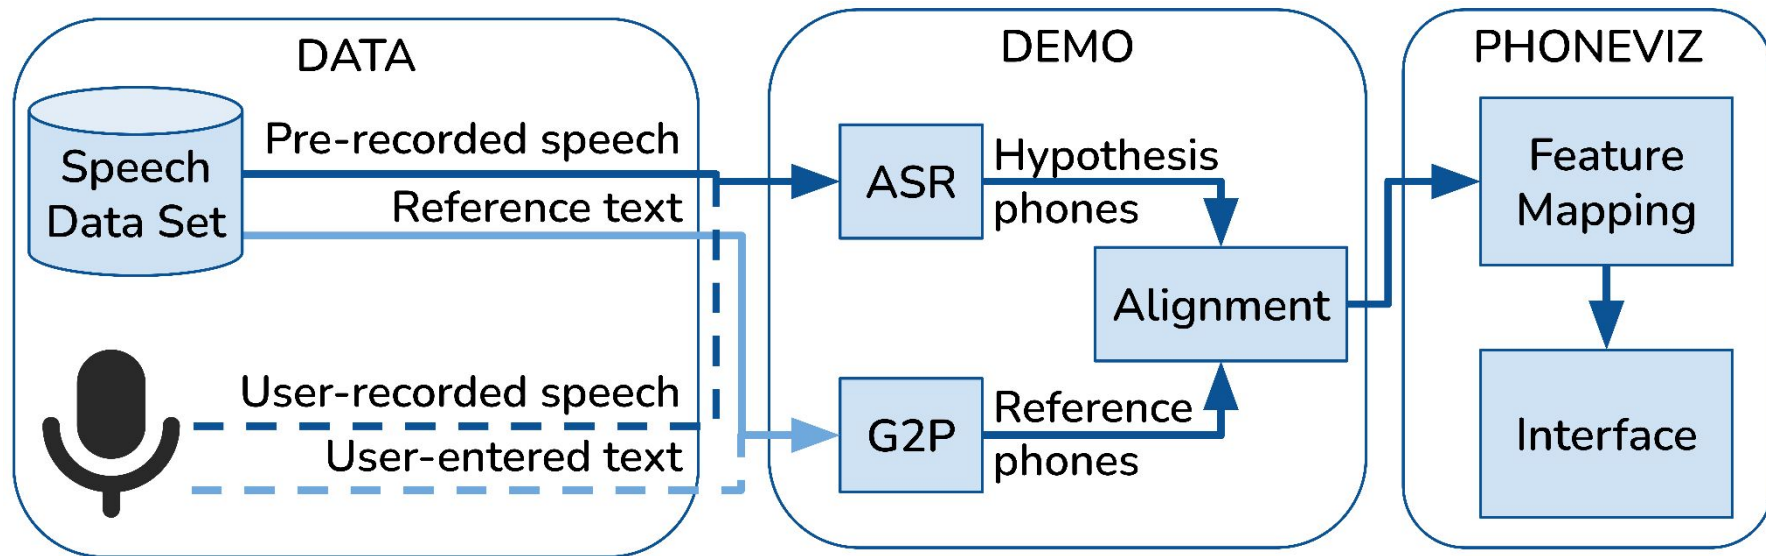 DATA
Speech
Data Set
Pre-recorded speech
Reference text
User-recorded speech
User-entered text
DEMO
ASR
Hypothesis
phones
Alignment
G2P
Reference
phones
PHONEVIZ
Feature
Mapping
Interface